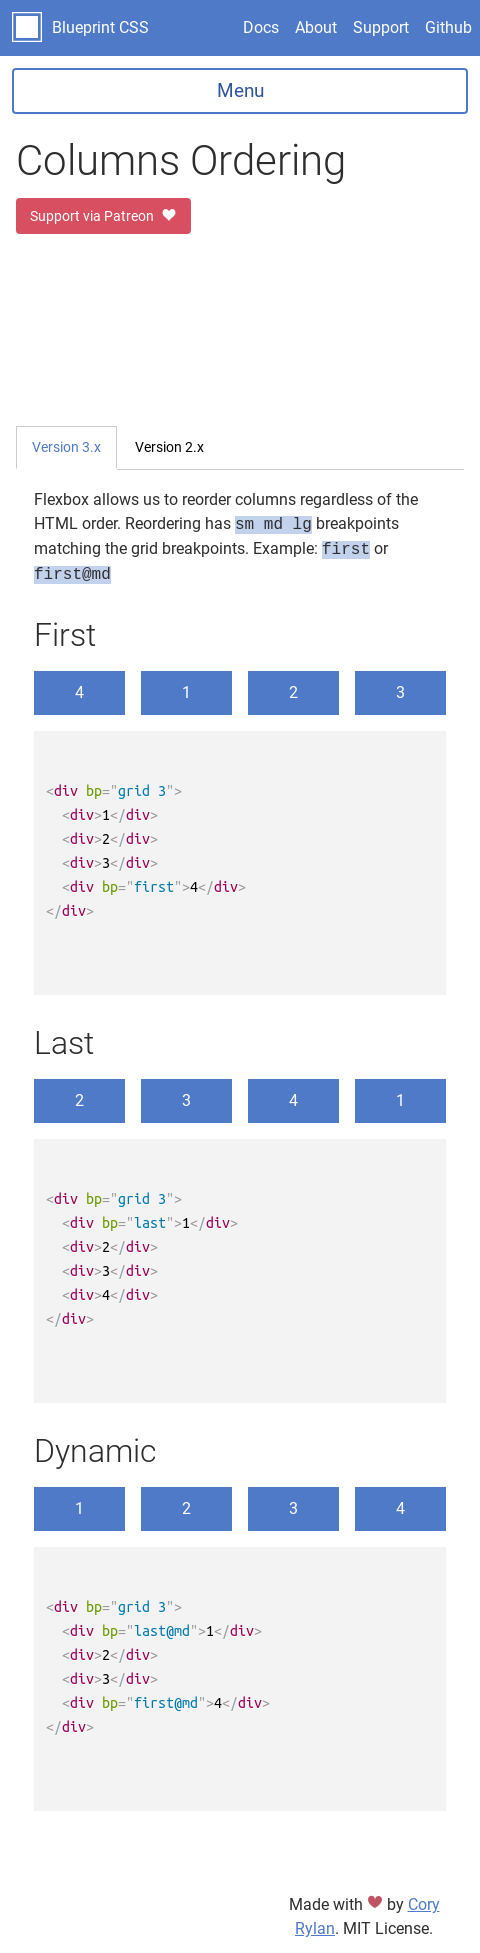 Blueprint CSS Docs About Support Github
Menu
Columns Ordering
Support via Patreon
Version 3.x Version 2.x
Flexbox allows us to reorder columns regardless of the
HTML order. Reordering has sm md lg breakpoints
matching the grid breakpoints. Example: first or
first@md
First
4 1 2 3
<div bp="grid 3">
  <div>1</div>
  <div>2</div>
  <div>3</div>
  <div bp="first">4</div>
</div>
Last
2 3 4 1
<div bp="grid 3">
  <div bp="last">1</div>
  <div>2</div>
  <div>3</div>
  <div>4</div>
</div>
Dynamic
1 2 3 4
<div bp="grid 3">
  <div bp="last@md">1</div>
  <div>2</div>
  <div>3</div>
  <div bp="first@md">4</div>
</div>
Made with ♥ by Cory
Rylan. MIT License.